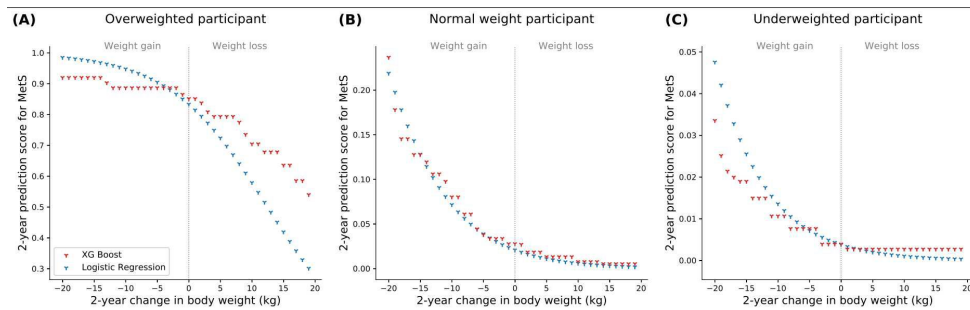 (A) Overweighted participant
Weight gain Weight loss
2-year prediction score for MetS
1.0
0.9
0.8
0.7
0.6
0.5
0.4
0.3
XG Boost
Logistic Regression
−20 −15 −10 −5 0 5 10 15 20
2-year change in body weight (kg)
(B) Normal weight participant
Weight gain Weight loss
2-year prediction score for MetS
0.20
0.15
0.10
0.05
0.00
−20 −15 −10 −5 0 5 10 15 20
2-year change in body weight (kg)
(C) Underweighted participant
Weight gain Weight loss
2-year prediction score for MetS
0.05
0.04
0.03
0.02
0.01
0.00
−20 −15 −10 −5 0 5 10 15 20
2-year change in body weight (kg)